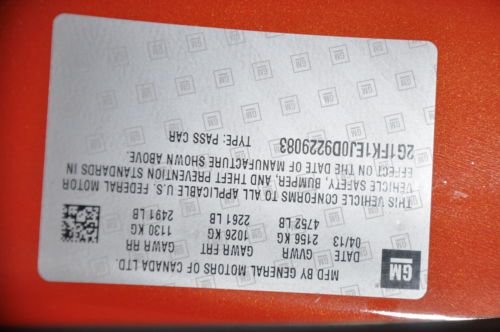 GM
MFD BY GENERAL MOTORS OF CANADA LTD.
DATE GVWR GAWR FRT GAWR RR
04/13 2156 KG 1026 KG 1130 KG
4752 LB 2261 LB 2491 LB
THIS VEHICLE CONFORMS TO ALL APPLICABLE U.S. FEDERAL MOTOR
VEHICLE SAFETY, BUMPER, AND THEFT PREVENTION STANDARDS IN
EFFECT ON THE DATE OF MANUFACTURE SHOWN ABOVE.
2G1FK1EJ0D9229083 TYPE: PASS CAR